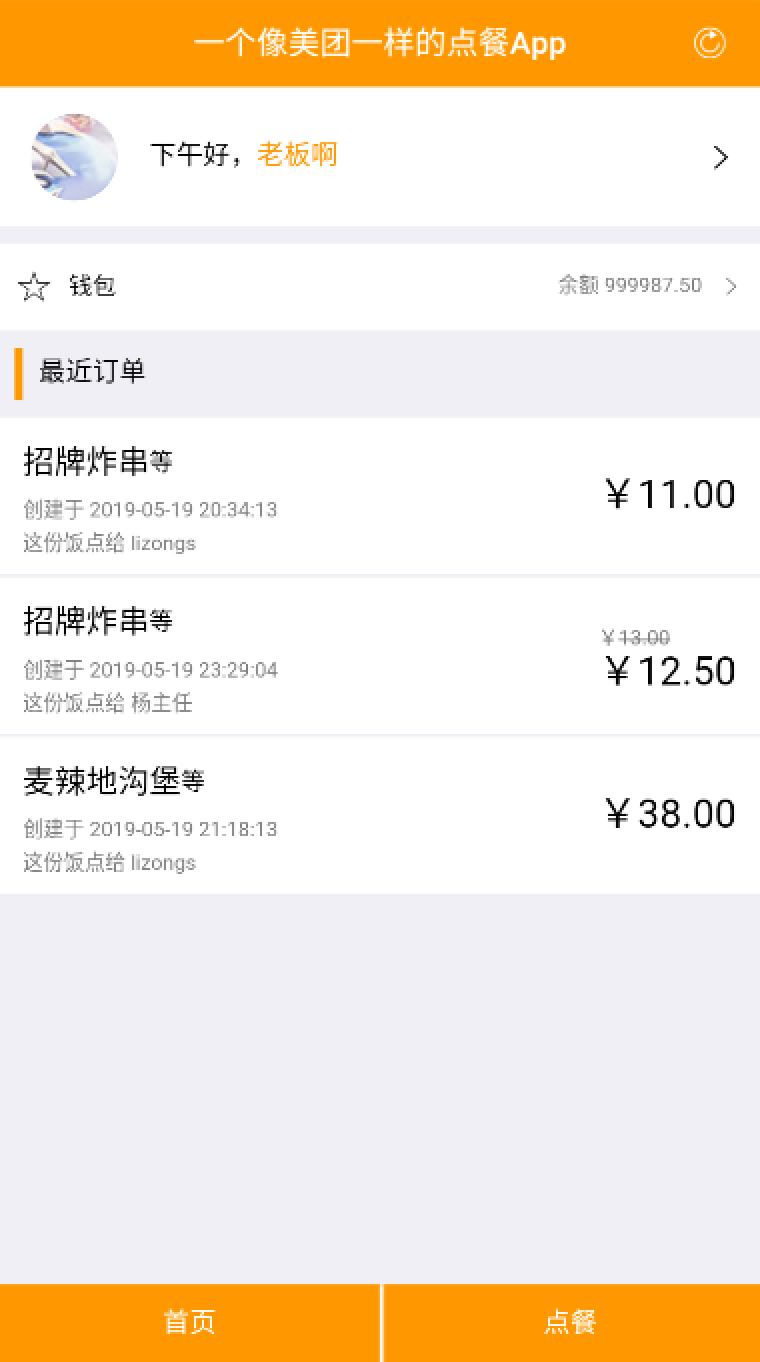 一个像美团一样的点餐App
下午好，老板啊
钱包
余额 999987.50
最近订单
招牌炸串等
创建于 2019-05-19 20:34:13
这份饭点给 lizongs
￥11.00
招牌炸串等
创建于 2019-05-19 23:29:04
这份饭点给 杨主任
￥13.00
￥12.50
麦辣地沟堡等
创建于 2019-05-19 21:18:13
这份饭点给 lizongs
￥38.00
首页
点餐